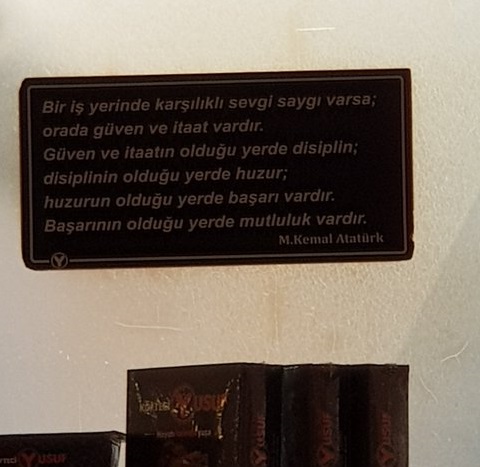 Bir iş yerinde karşılıklı sevgi saygı varsa;
orada güven ve itaat vardır.
Güven ve itaatın olduğu yerde disiplin;
disiplinin olduğu yerde huzur;
huzurun olduğu yerde başarı vardır.
Başarının olduğu yerde mutluluk vardır.
M.Kemal Atatürk
Y
YUSUF
YUSUF